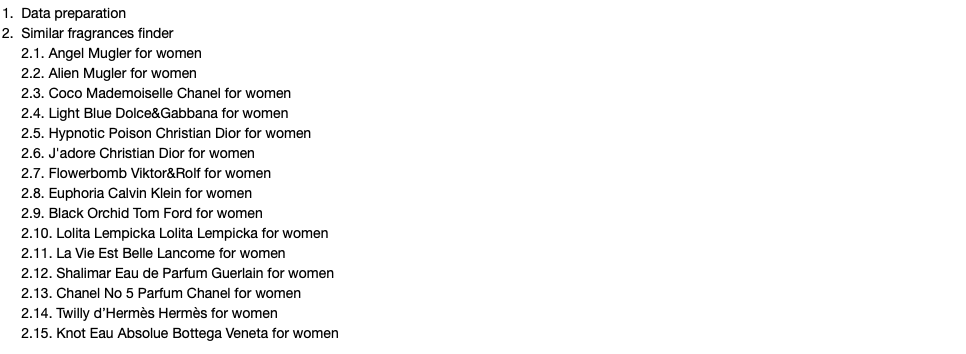 1. Data preparation
2. Similar fragrances finder
2.1. Angel Mugler for women
2.2. Alien Mugler for women
2.3. Coco Mademoiselle Chanel for women
2.4. Light Blue Dolce&Gabbana for women
2.5. Hypnotic Poison Christian Dior for women
2.6. J'adore Christian Dior for women
2.7. Flowerbomb Viktor&Rolf for women
2.8. Euphoria Calvin Klein for women
2.9. Black Orchid Tom Ford for women
2.10. Lolita Lempicka Lolita Lempicka for women
2.11. La Vie Est Belle Lancome for women
2.12. Shalimar Eau de Parfum Guerlain for women
2.13. Chanel No 5 Parfum Chanel for women
2.14. Twilly d’Hermès Hermès for women
2.15. Knot Eau Absolue Bottega Veneta for women